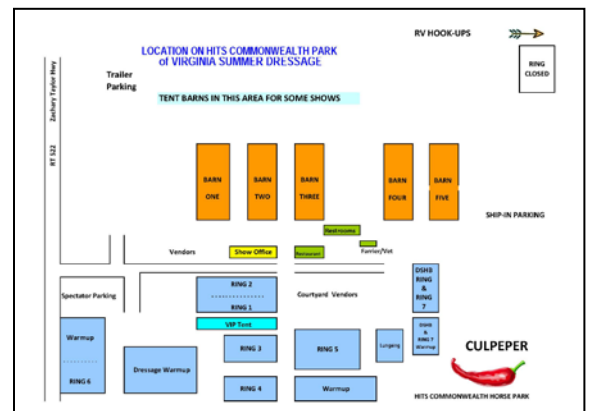 RV HOOK-UPS
LOCATION ON HITS COMMONWEALTH PARK
of VIRGINIA SUMMER DRESSAGE
RING
CLOSED
Trailer
Parking
Zachary Taylor Hwy
RT 522
TENT BARNS IN THIS AREA FOR SOME SHOWS
BARN
ONE
BARN
TWO
BARN
THREE
BARN
FOUR
BARN
FIVE
SHIP-IN PARKING
Restrooms
Farrier/Vet
Vendors
Show Office
Restaurant
DSHB
RING
&
RING
7
RING 2
RING 1
Courtyard Vendors
Spectator Parking
VIP Tent
DSHB
&
RING 7
Warmup
Warmup
RING 6
Dressage Warmup
RING 3
RING 5
Lungeing
CULPEPER
RING 4
Warmup
HITS COMMONWEALTH HORSE PARK